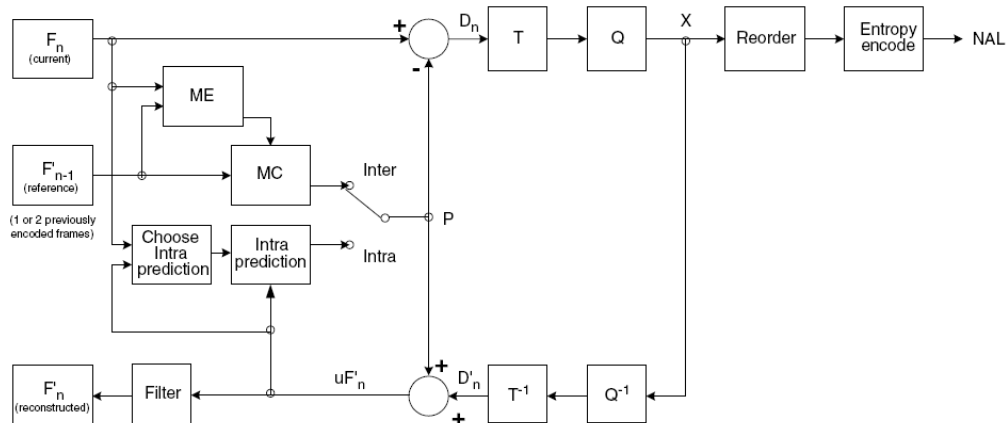 Fn
(current)
+
-
Dn
T
Q
X
Reorder
Entropy
encode
NAL
ME
F'n-1
(reference)
(1 or 2 previously
encoded frames)
MC
Inter
P
Choose
Intra
prediction
Intra
prediction
Intra
F'n
(reconstructed)
Filter
uF'n
+
+
D'n
T-1
Q-1